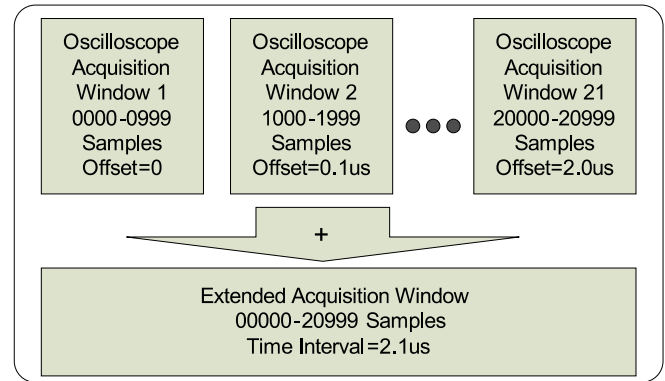 Oscilloscope
Acquisition
Window 1
0000-0999
Samples
Offset=0
Oscilloscope
Acquisition
Window 2
1000-1999
Samples
Offset=0.1us
Oscilloscope
Acquisition
Window 21
20000-20999
Samples
Offset=2.0us
+
Extended Acquisition Window
00000-20999 Samples
Time Interval=2.1us